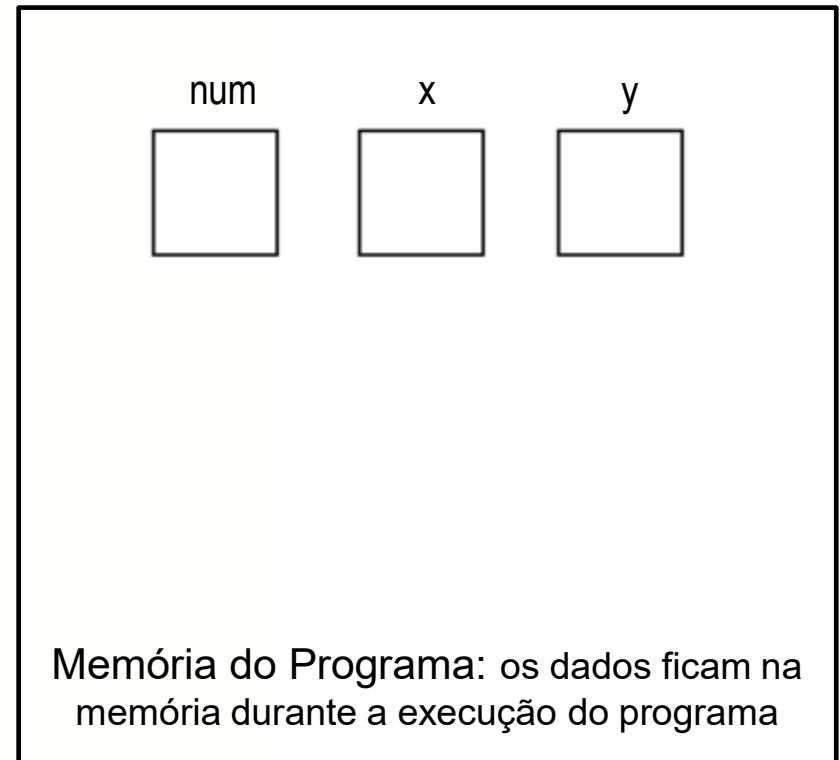 num x y
Memória do Programa: os dados ficam na
memória durante a execução do programa